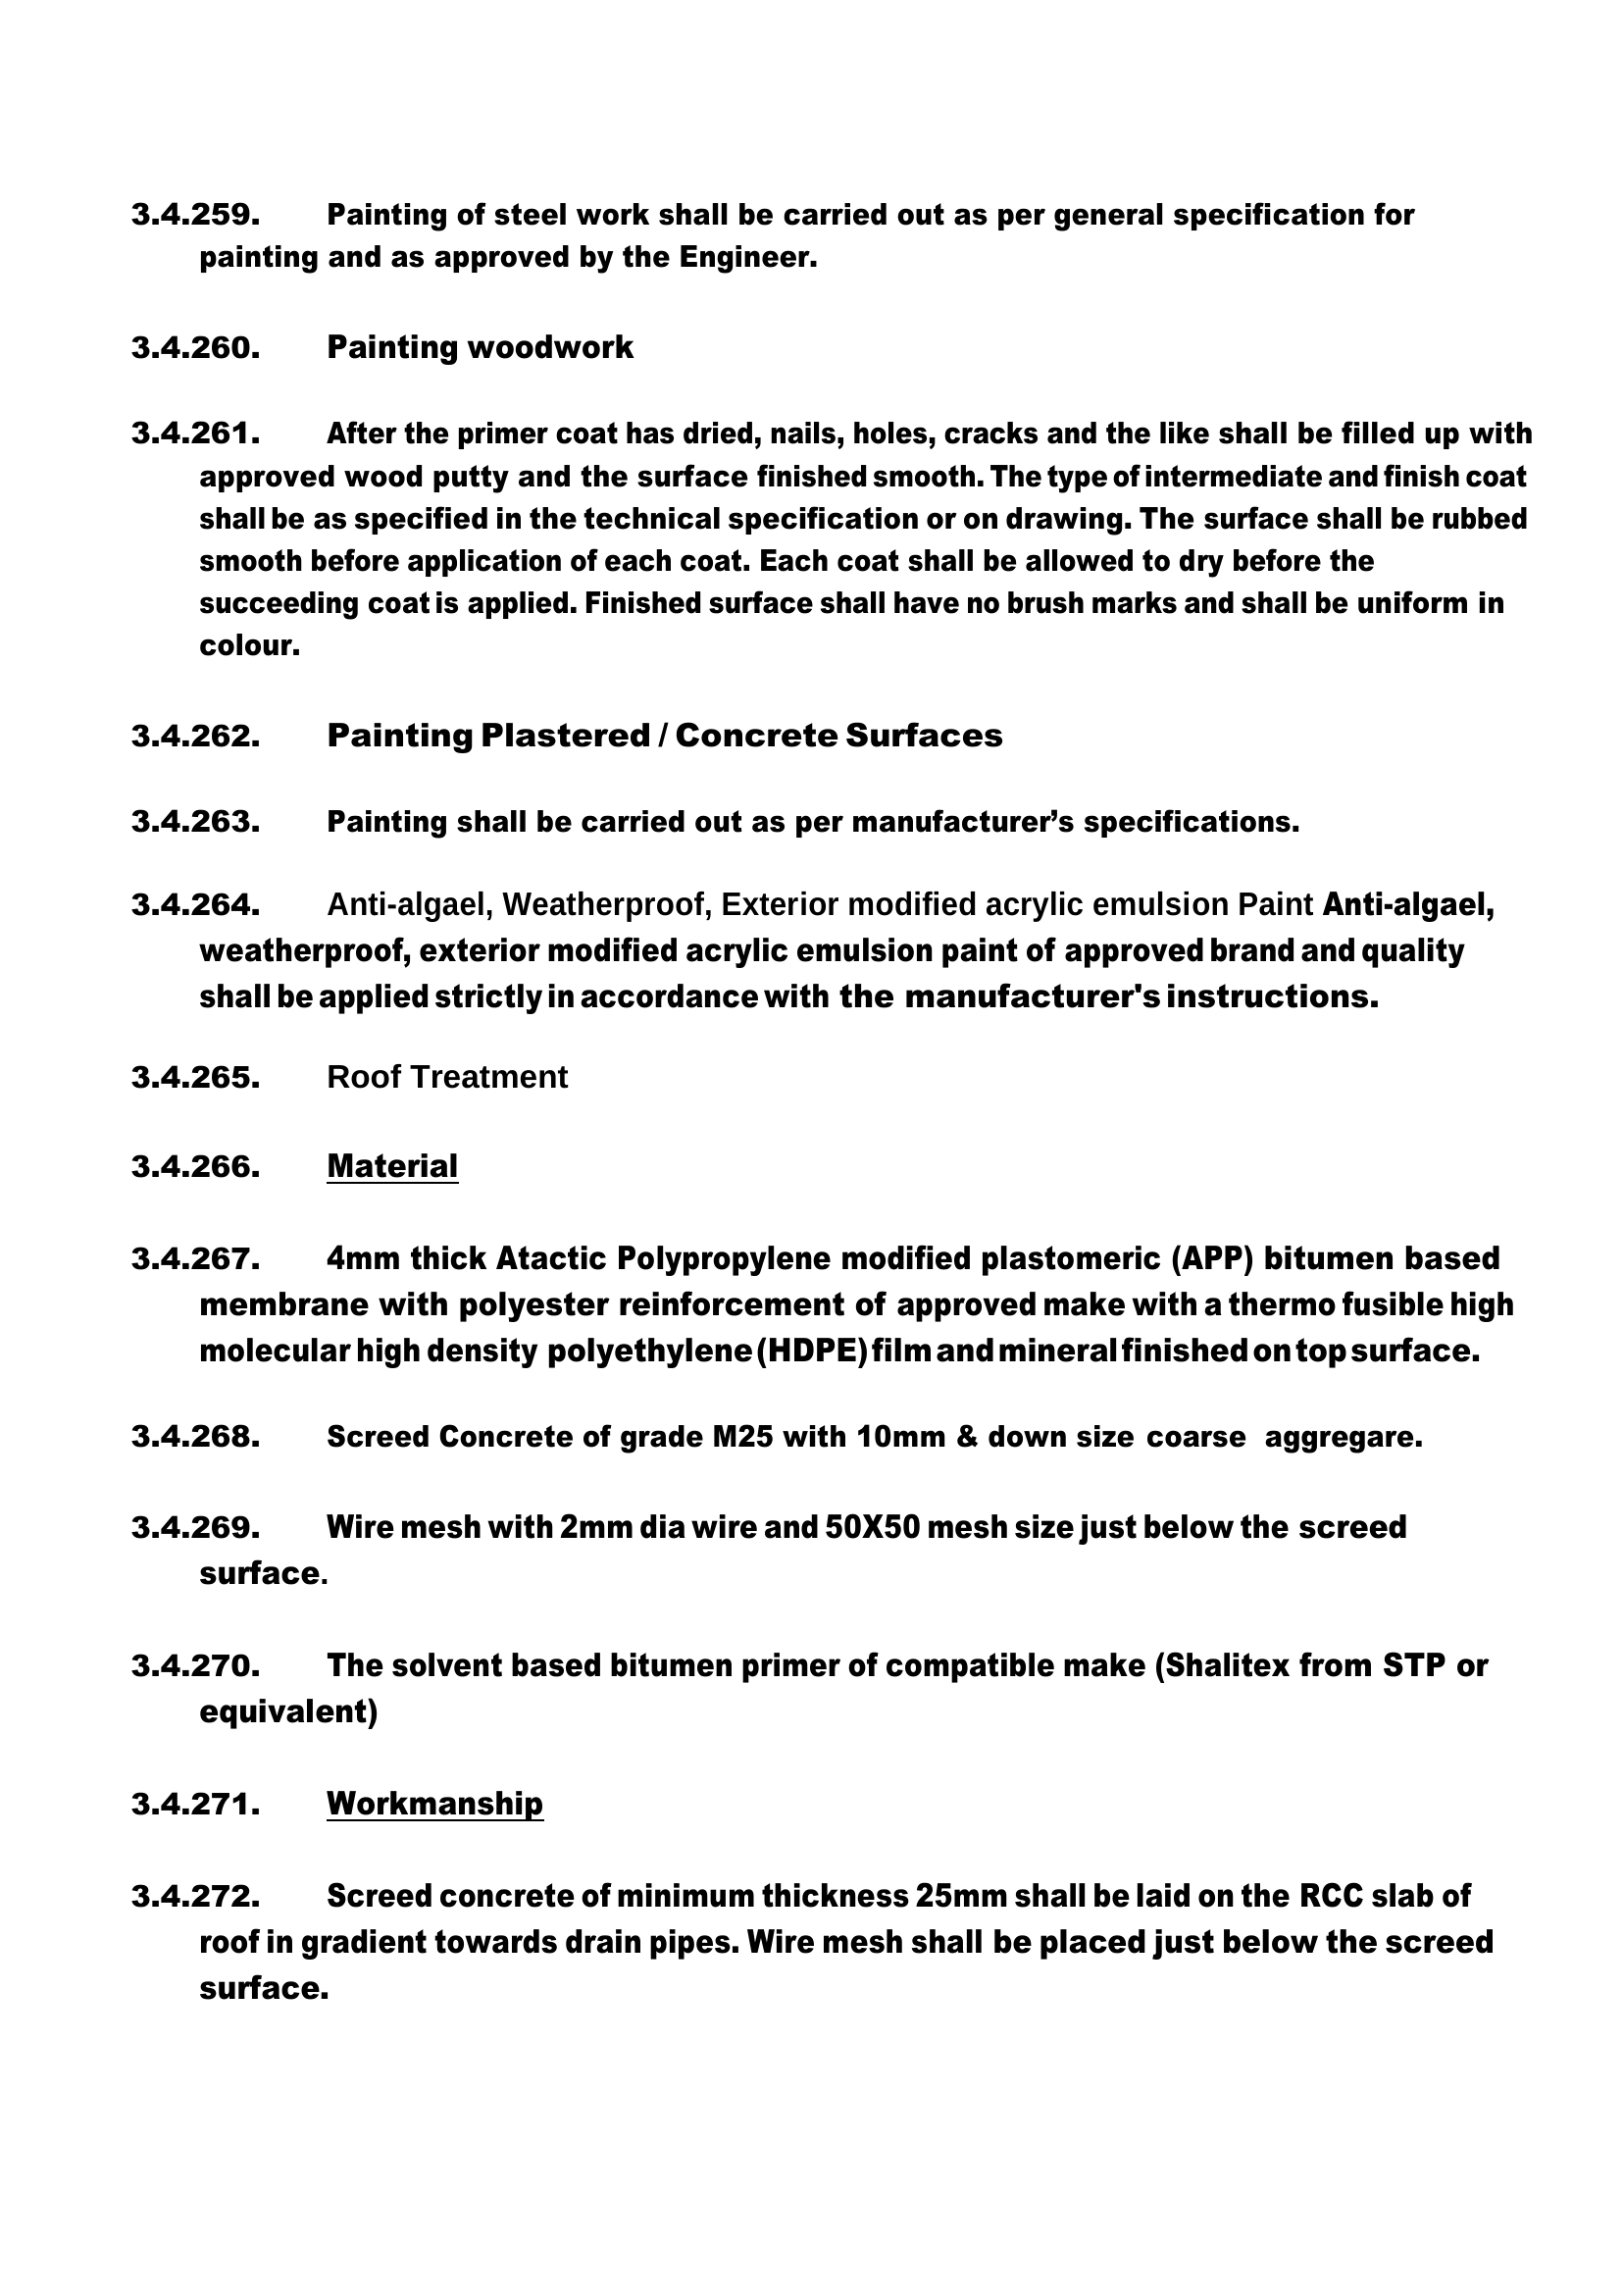 3.4.259. Painting of steel work shall be carried out as per general specification for
painting and as approved by the Engineer.
3.4.260. Painting woodwork
3.4.261. After the primer coat has dried, nails, holes, cracks and the like shall be filled up with
approved wood putty and the surface finished smooth. The type of intermediate and finish coat
shall be as specified in the technical specification or on drawing. The surface shall be rubbed
smooth before application of each coat. Each coat shall be allowed to dry before the
succeeding coat is applied. Finished surface shall have no brush marks and shall be uniform in
colour.
3.4.262. Painting Plastered / Concrete Surfaces
3.4.263. Painting shall be carried out as per manufacturer’s specifications.
3.4.264. Anti-algael, Weatherproof, Exterior modified acrylic emulsion Paint Anti-algael,
weatherproof, exterior modified acrylic emulsion paint of approved brand and quality
shall be applied strictly in accordance with the manufacturer's instructions.
3.4.265. Roof Treatment
3.4.266. Material
3.4.267. 4mm thick Atactic Polypropylene modified plastomeric (APP) bitumen based
membrane with polyester reinforcement of approved make with a thermo fusible high
molecular high density polyethylene (HDPE) film and mineral finished on top surface.
3.4.268. Screed Concrete of grade M25 with 10mm & down size coarse aggregare.
3.4.269. Wire mesh with 2mm dia wire and 50X50 mesh size just below the screed
surface.
3.4.270. The solvent based bitumen primer of compatible make (Shalitex from STP or
equivalent)
3.4.271. Workmanship
3.4.272. Screed concrete of minimum thickness 25mm shall be laid on the RCC slab of
roof in gradient towards drain pipes. Wire mesh shall be placed just below the screed
surface.